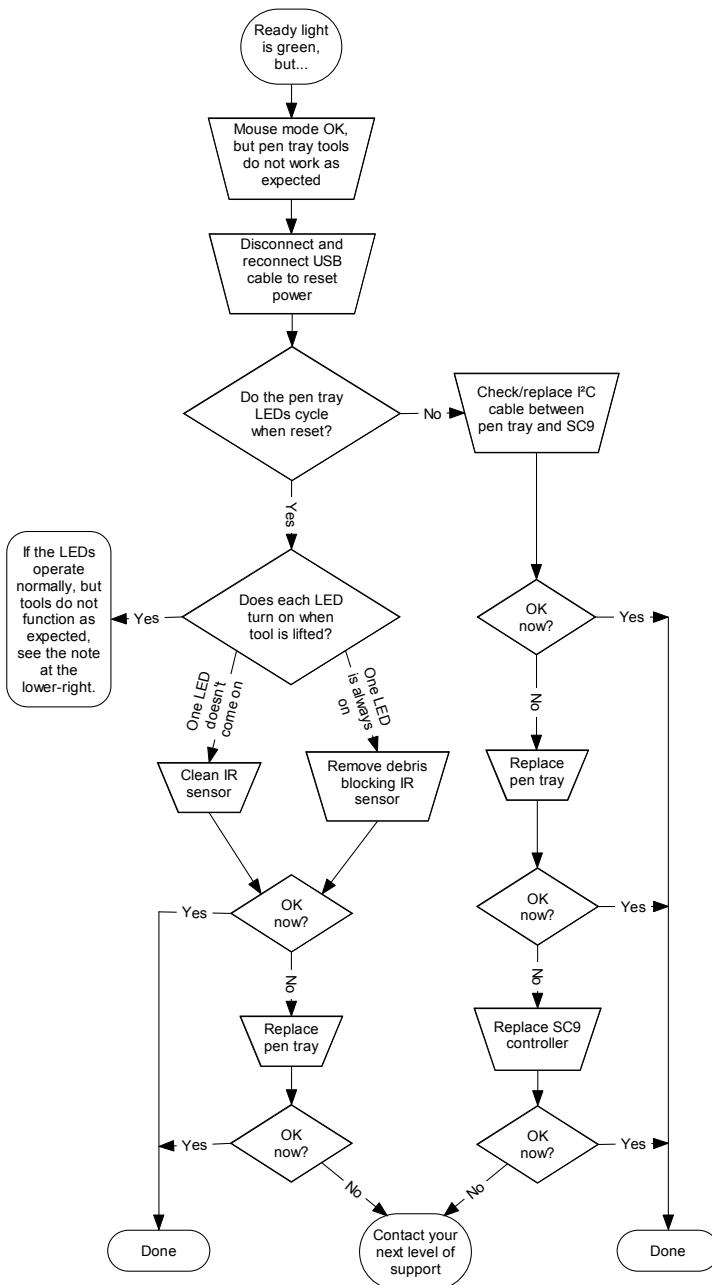 Ready light
is green,
but...
Mouse mode OK,
but pen tray tools
do not work as
expected
Disconnect and
reconnect USB
cable to reset
power
Do the pen tray
LEDs cycle
when reset?
No
Check/replace I²C
cable between
pen tray and SC9
Yes
If the LEDs
operate
normally, but
tools do not
function as
expected,
see the note
at the
lower-right.
Yes
Does each LED
turn on when
tool is lifted?
OK
now?
Yes
One LED
doesn't
come on
One LED
is always
on
No
Clean IR
sensor
Remove debris
blocking IR
sensor
Replace
pen tray
Yes
OK
now?
OK
now?
Yes
No
No
Replace
pen tray
Replace SC9
controller
Yes
OK
now?
OK
now?
Yes
No
No
Done
Contact your
next level of
support
Done